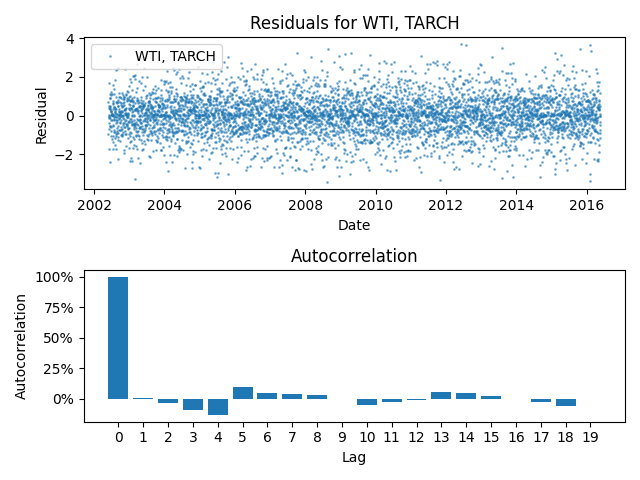 Residuals for WTI, TARCH
4
2
0
−2
Residual
WTI, TARCH
2002 2004 2006 2008 2010 2012 2014 2016
Date
Autocorrelation
100%
75%
50%
25%
0%
Autocorrelation
0 1 2 3 4 5 6 7 8 9 10 11 12 13 14 15 16 17 18 19
Lag